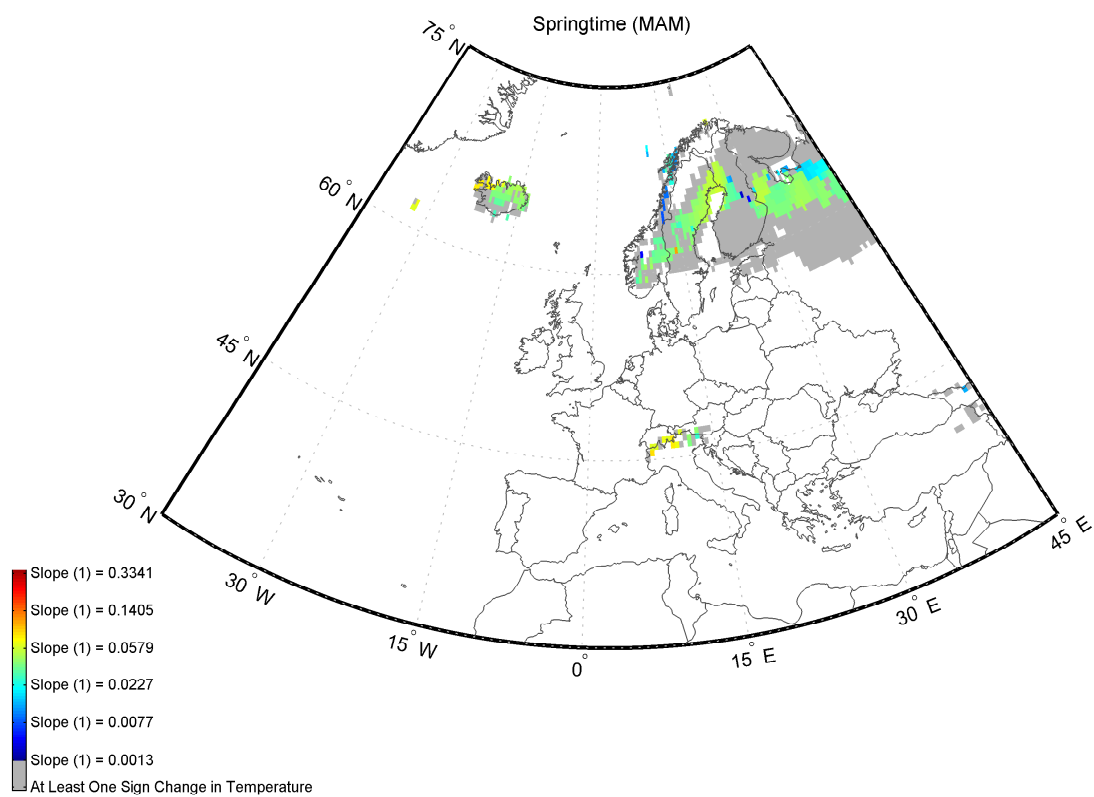 Springtime (MAM)
75° N
60° N
45° N
30° N
30° W
15° W
0°
15° E
30° E
45° E
Slope (1) = 0.3341
Slope (1) = 0.1405
Slope (1) = 0.0579
Slope (1) = 0.0227
Slope (1) = 0.0077
Slope (1) = 0.0013
At Least One Sign Change in Temperature